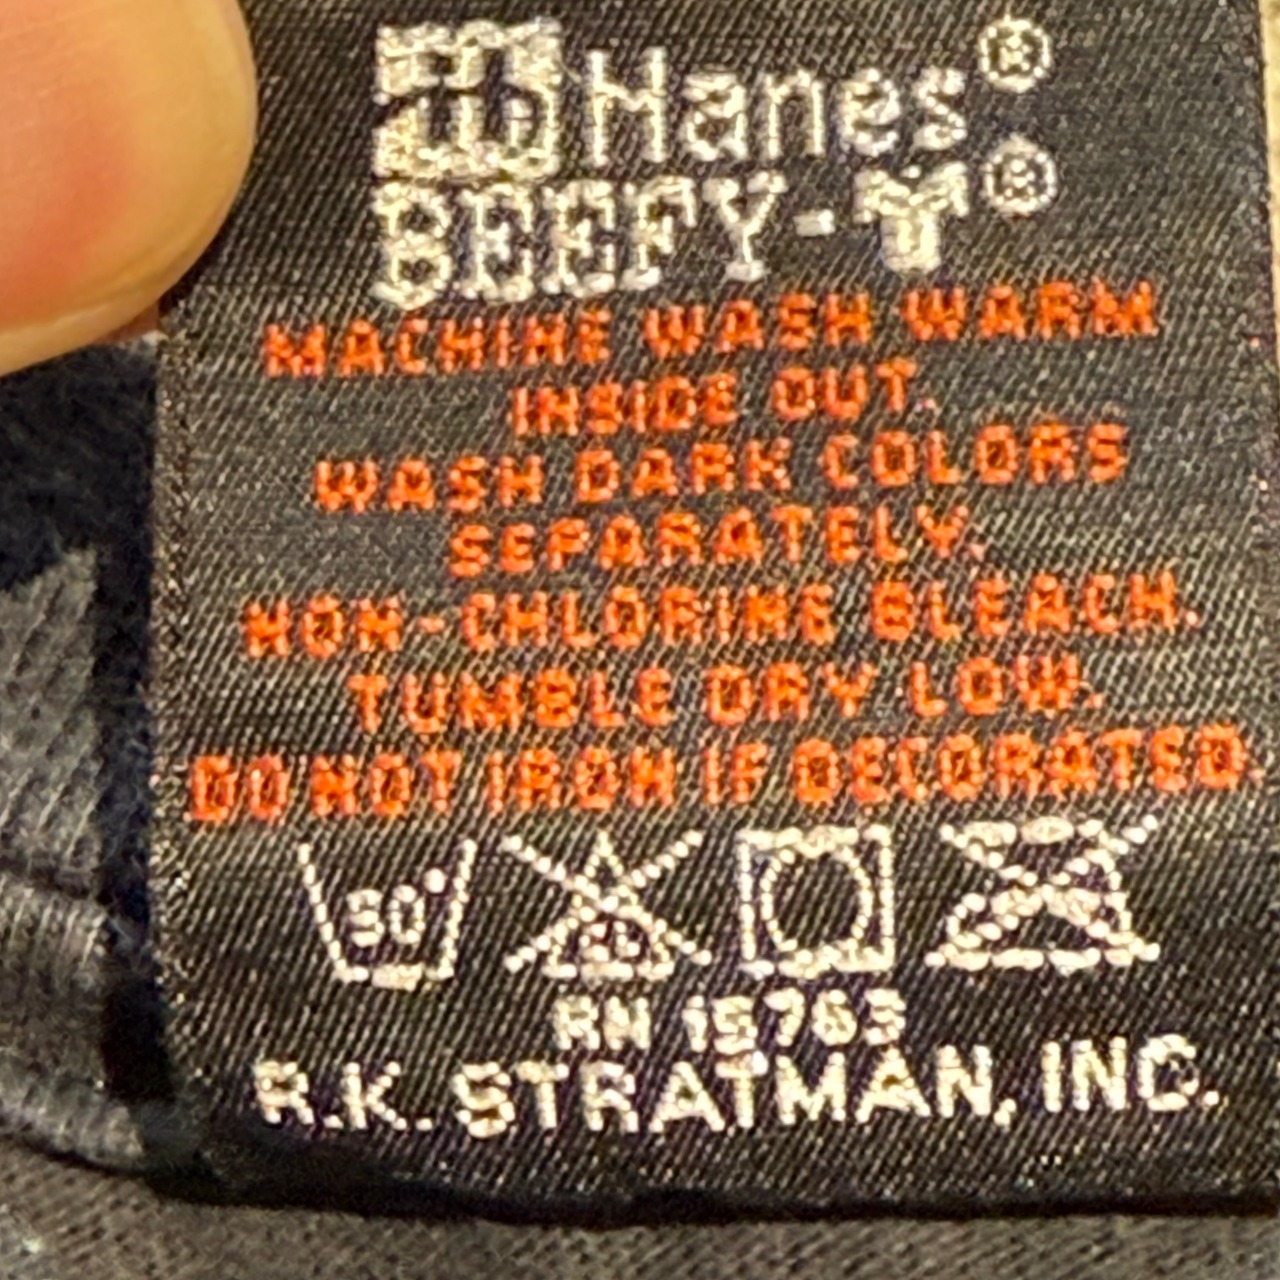 Hanes®
BEEFY-T®
MACHINE WASH WARM
INSIDE OUT.
WASH DARK COLORS
SEPARATELY.
NON-CHLORINE BLEACH.
TUMBLE DRY LOW.
DO NOT IRON IF DECORATED.
CL
RN 15763
R.K. STRATMAN, INC.